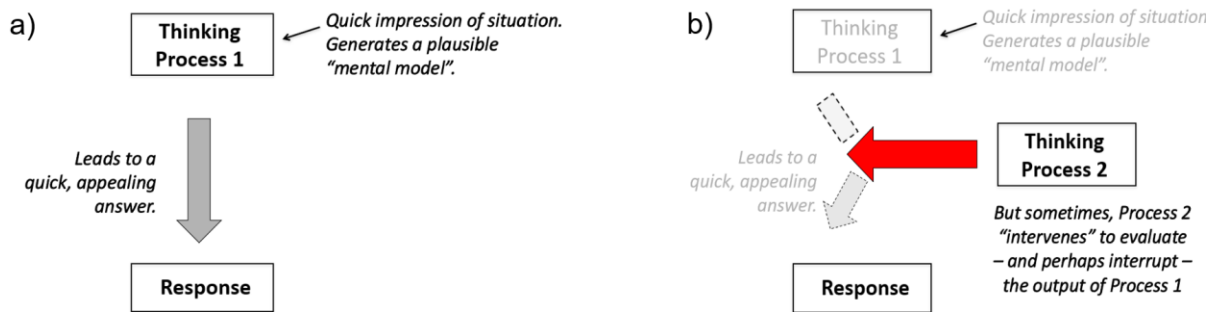 a)
Thinking
Process 1
Quick impression of situation.
Generates a plausible
“mental model”.
Leads to a
quick, appealing
answer.
Response
b)
Thinking
Process 1
Quick impression of situation
Generates a plausible
“mental model”.
Leads to a
quick, appealing
answer.
Thinking
Process 2
But sometimes, Process 2
“intervenes” to evaluate
– and perhaps interrupt –
the output of Process 1
Response